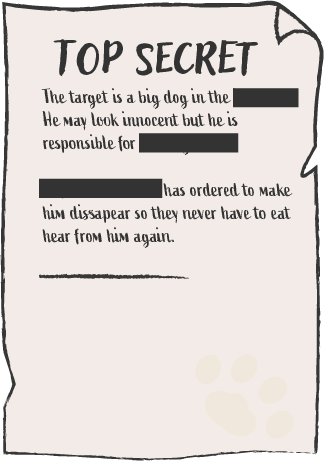 TOP SECRET
The target is a big dog in the
He may look innocent but he is
responsible for
has ordered to make
him dissapear so they never have to eat
hear from him again.